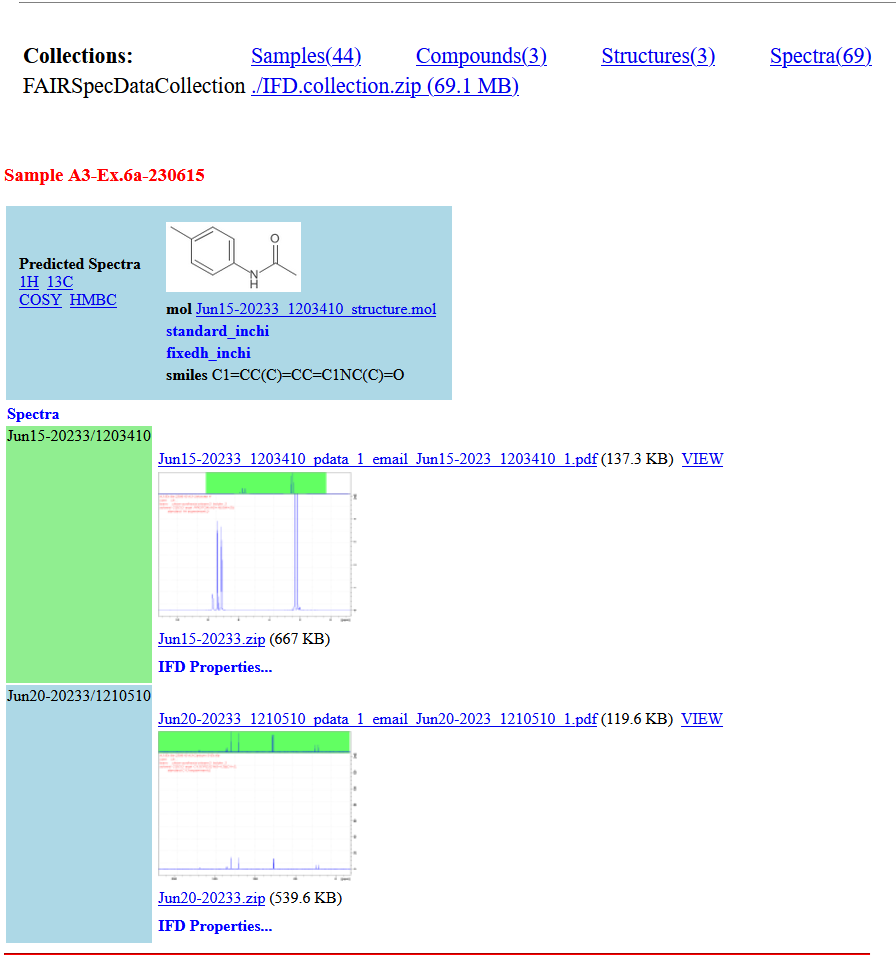 Collections: Samples(44) Compounds(3) Structures(3) Spectra(69)
FAIRSpecDataCollection ./IFD.collection.zip (69.1 MB)
Sample A3-Ex.6a-230615
Predicted Spectra
1H 13C
COSY HMBC
O
N
H
mol Jun15-20233_1203410_structure.mol
standard_inchi
fixedh_inchi
smiles C1=CC(C)=CC=C1NC(C)=O
Spectra
Jun15-20233/1203410
Jun15-20233_1203410_pdata_1_email_Jun15-2023_1203410_1.pdf (137.3 KB) VIEW
Jun15-20233.zip (667 KB)
IFD Properties...
Jun20-20233/1210510
Jun20-20233_1210510_pdata_1_email_Jun20-2023_1210510_1.pdf (119.6 KB) VIEW
Jun20-20233.zip (539.6 KB)
IFD Properties...